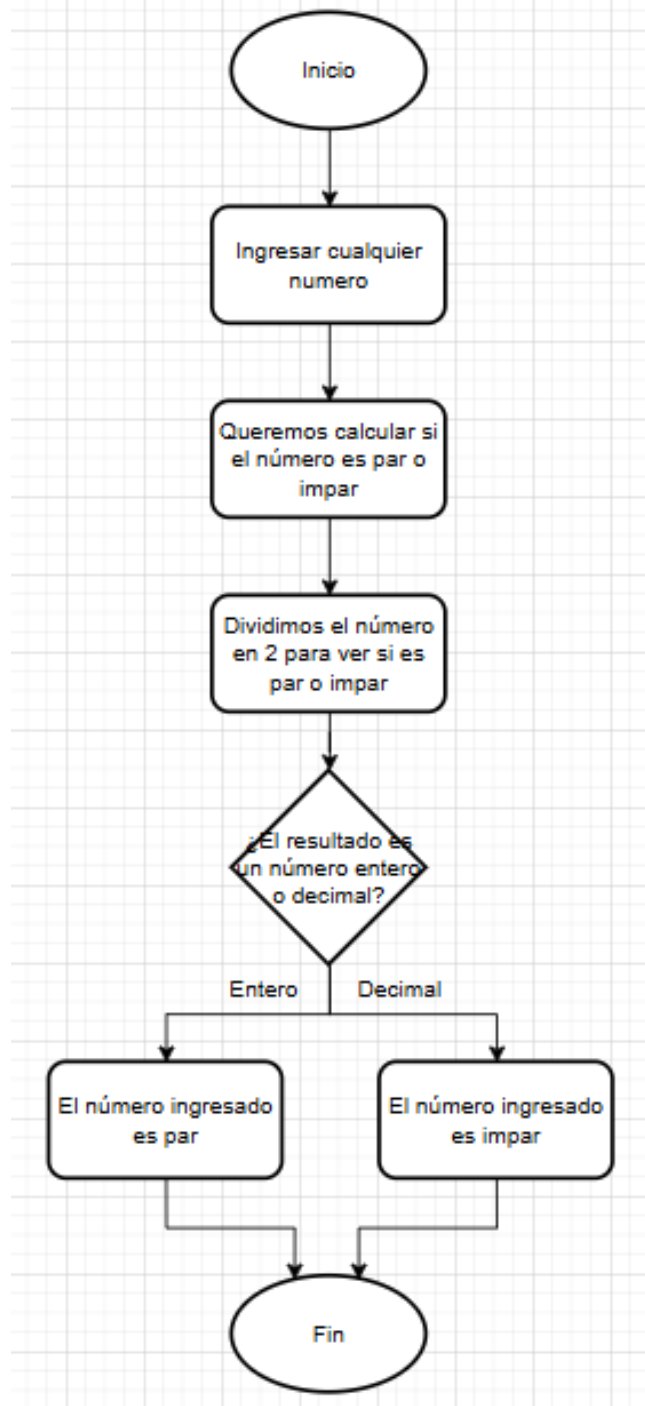 Inicio
Ingresar cualquier
numero
Queremos calcular si
el número es par o
impar
Dividimos el número
en 2 para ver si es
par o impar
¿El resultado es
un número entero
o decimal?
Entero
Decimal
El número ingresado
es par
El número ingresado
es impar
Fin